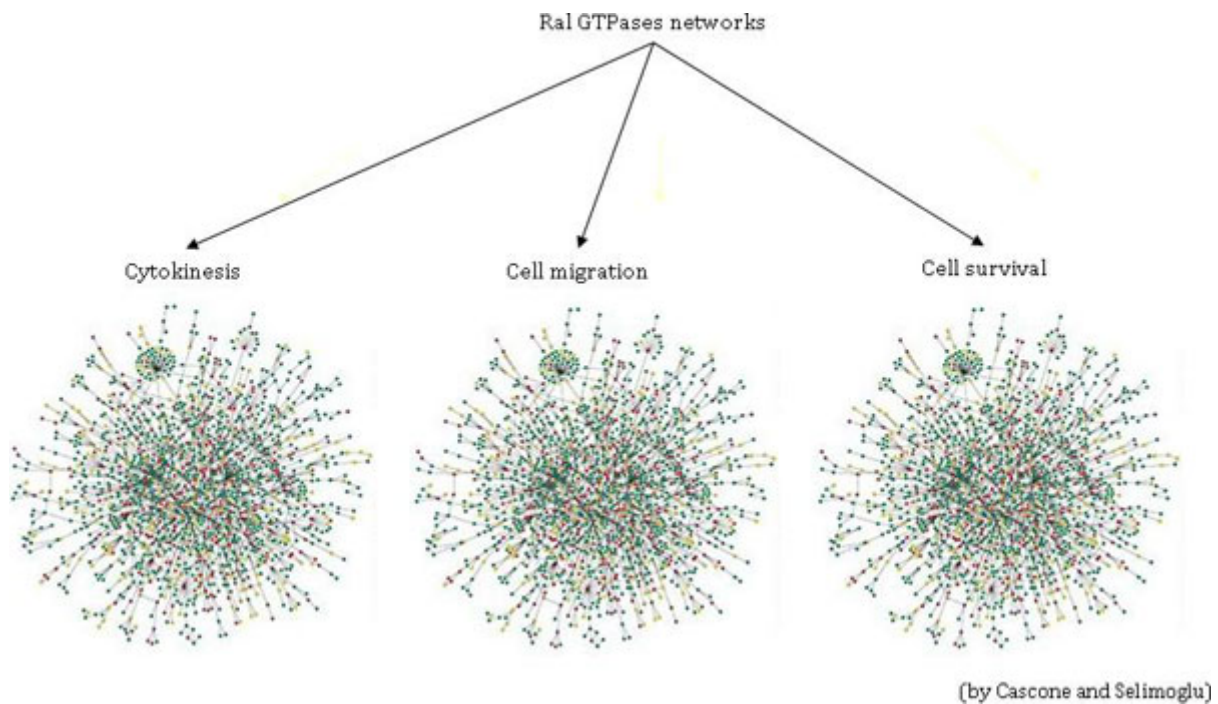 Ral GTPases networks
Cytokinesis
Cell migration
Cell survival
(by Cascone and Selimoglu)